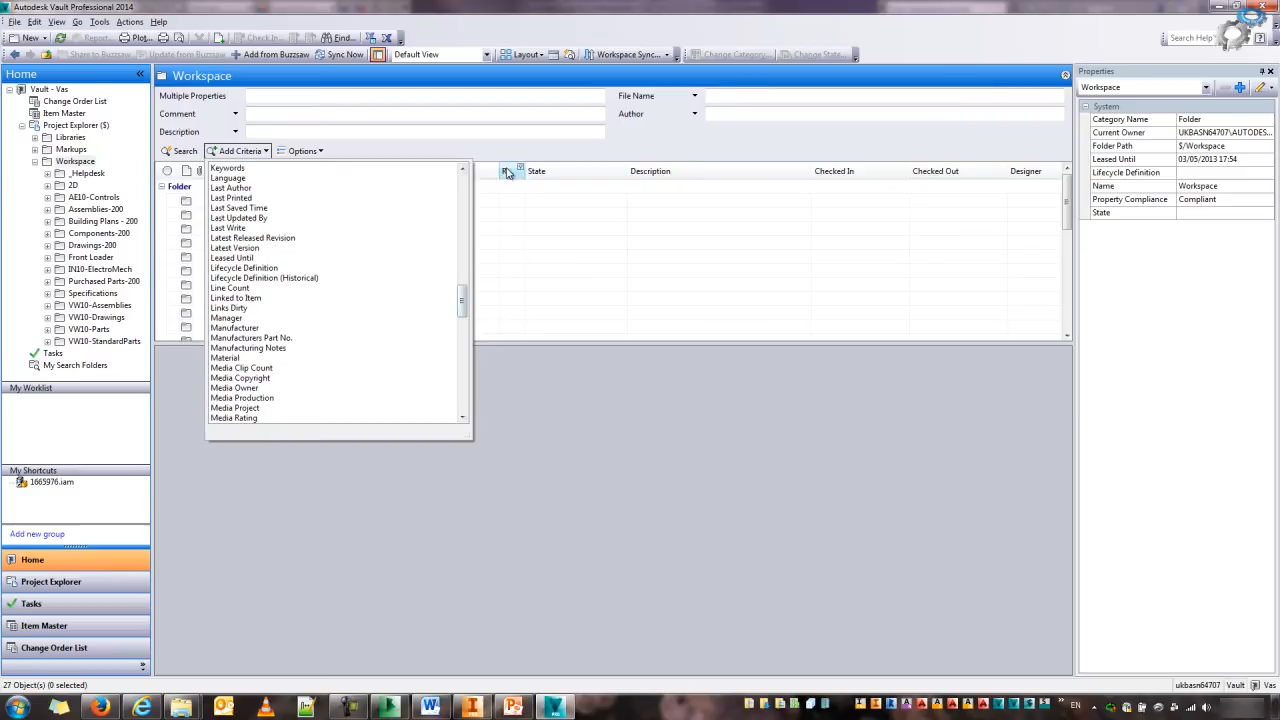 Autodesk Vault Professional 2014
File Edit View Go Tools Actions Help
Search Help
New Report... Plot... Check In... Find...
Share to Buzzsaw Update from Buzzsaw Add from Buzzsaw Sync Now Default View Layout Workspace Sync... Change Category... Change State...
Home
Vault - Vas
Change Order List
Item Master
Project Explorer ($)
Libraries
Markups
Workspace
_Helpdesk
2D
AE10-Controls
Assemblies-200
Building Plans - 200
Components-200
Drawings-200
Front Loader
IN10-ElectroMech
Purchased Parts-200
Specifications
VW10-Assemblies
VW10-Drawings
VW10-Parts
VW10-StandardParts
Tasks
My Search Folders
My Worklist
My Shortcuts
1665976.iam
Add new group
Home
Project Explorer
Tasks
Item Master
Change Order List
Workspace
Multiple Properties File Name
Comment Author
Description
Search Add Criteria Options
State Description Checked In Checked Out Designer
Folder
Keywords
Language
Last Author
Last Printed
Last Saved Time
Last Updated By
Last Write
Latest Released Revision
Latest Version
Leased Until
Lifecycle Definition
Lifecycle Definition (Historical)
Line Count
Linked to Item
Links Dirty
Manager
Manufacturer
Manufacturers Part No.
Manufacturing Notes
Material
Media Clip Count
Media Copyright
Media Owner
Media Production
Media Project
Media Rating
Properties
Workspace
System
Category Name Folder
Current Owner UKBASN64707\AUTODES...
Folder Path $/Workspace
Leased Until 03/05/2013 17:54
Lifecycle Definition
Name Workspace
Property Compliance Compliant
State
27 Object(s) (0 selected)
ukbasn64707 Vault Vas
EN